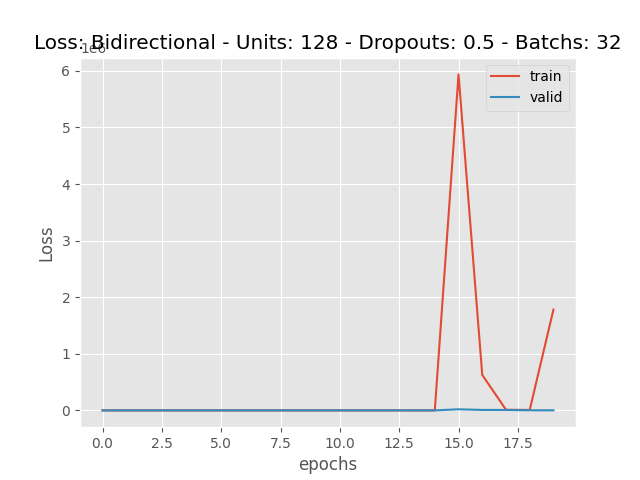 Loss: Bidirectional - Units: 128 - Dropouts: 0.5 - Batchs: 32
1e6
train
valid
6
5
4
3
2
1
0
Loss
0.0 2.5 5.0 7.5 10.0 12.5 15.0 17.5
epochs